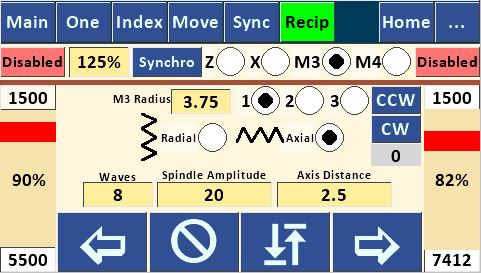 Main One Index Move Sync Recip Home ...
Disabled 125% Synchro Z X M3 M4 Disabled
1500 M3 Radius 3.75 1 2 3 CCW 1500
Radial Axial CW
0
90% 82%
Waves Spindle Amplitude Axis Distance
8 20 2.5
5500 7412